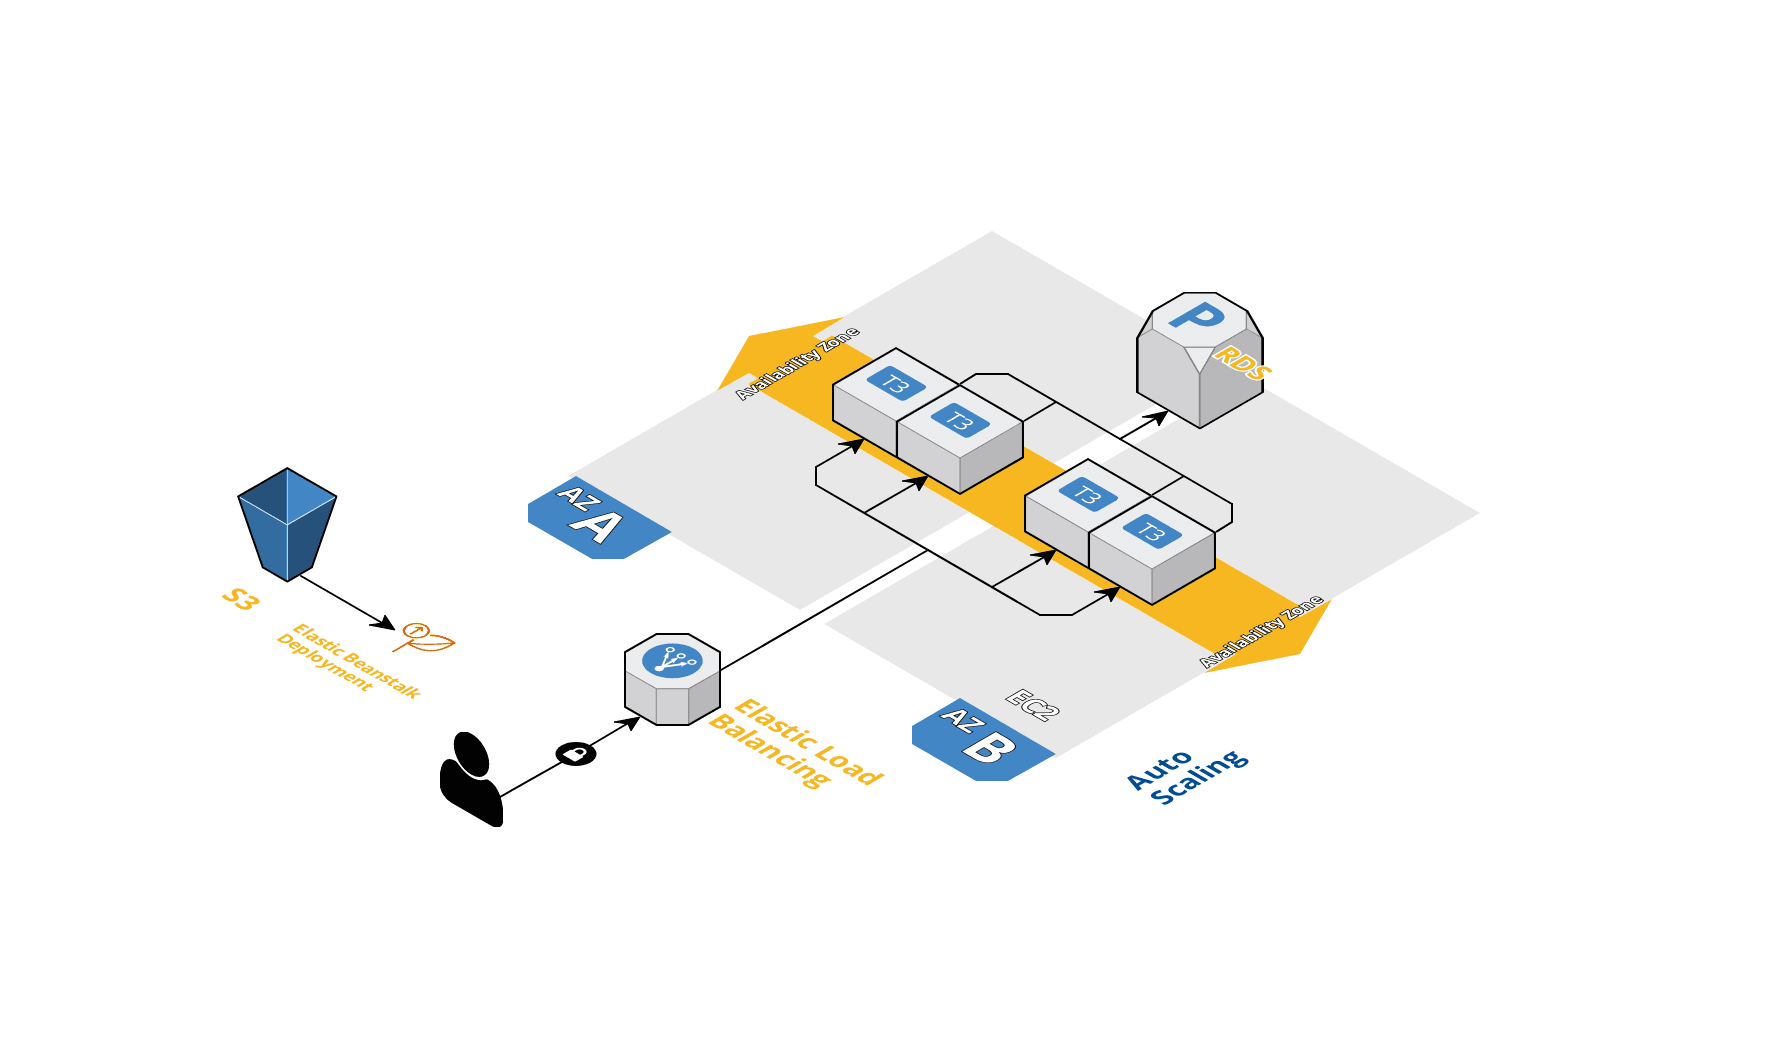 P
RDS
Availability Zone
T3
T3
T3
T3
AZ
A
S3
Elastic Beanstalk
Deployment
Availability Zone
EC2
AZ
B
Elastic Load
Balancing
Auto
Scaling